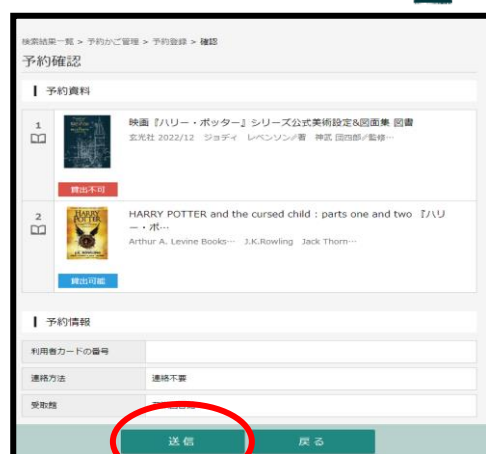 検索結果一覧 > 予約かご管理 > 予約登録 > 確認
予約確認
予約資料
1
映画『ハリー・ポッター』シリーズ公式美術設定&図面集 図書
玄光社 2022/12 ジョディ レベンソン//著 神武 団四郎//監修…
貸出不可
2
HARRY POTTER and the cursed child : parts one and two 『ハリ
ー・ポ…
Arthur A. Levine Books… J.K.Rowling Jack Thorn…
貸出可能
予約情報
利用者カードの番号
連絡方法 連絡不要
受取館
送信 戻る